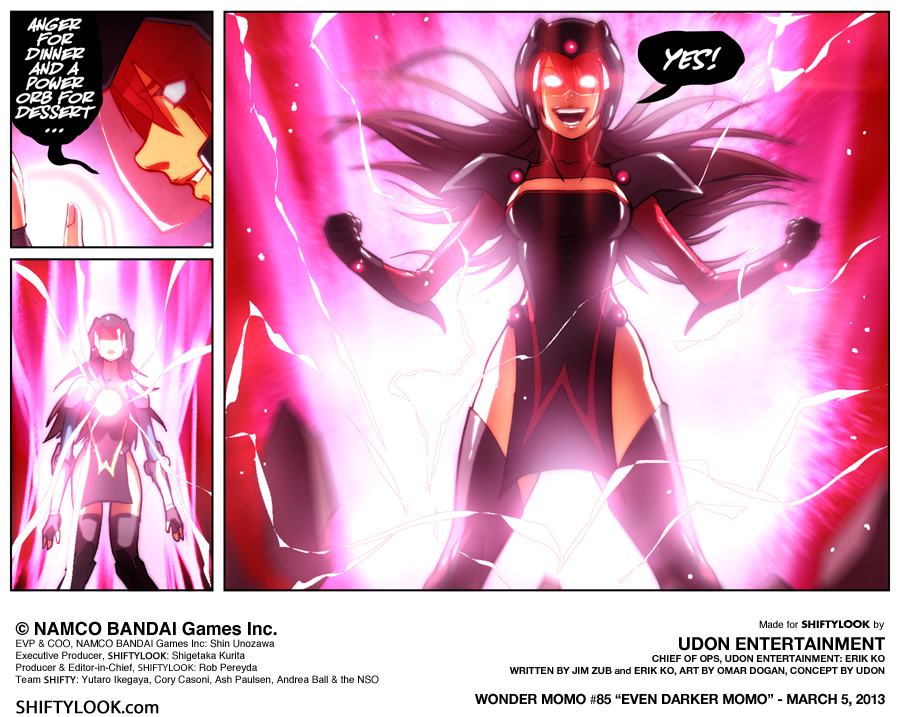 ANGER
FOR
DINNER
AND A
POWER
ORB FOR
DESSERT
...
YES!
© NAMCO BANDAI Games Inc.
EVP & COO, NAMCO BANDAI Games Inc: Shin Unozawa
Executive Producer, SHIFTYLOOK: Shigetaka Kurita
Producer & Editor-in-Chief, SHIFTYLOOK: Rob Pereyda
Team SHIFTY: Yutaro Ikegaya, Cory Casoni, Ash Paulsen, Andrea Ball & the NSO
SHIFTYLOOK.com
Made for SHIFTYLOOK by
UDON ENTERTAINMENT
CHIEF OF OPS, UDON ENTERTAINMENT: ERIK KO
WRITTEN BY JIM ZUB and ERIK KO, ART BY OMAR DOGAN, CONCEPT BY UDON
WONDER MOMO #85 “EVEN DARKER MOMO” - MARCH 5, 2013